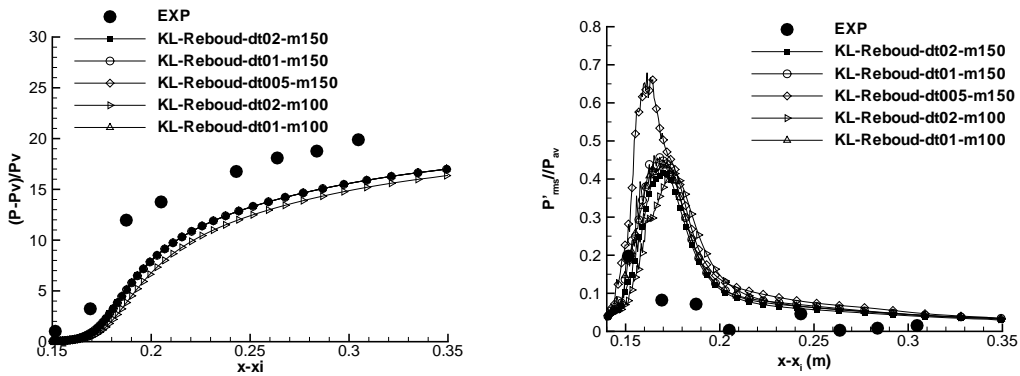 EXP
KL-Reboud-dt02-m150
KL-Reboud-dt01-m150
KL-Reboud-dt005-m150
KL-Reboud-dt02-m100
KL-Reboud-dt01-m100
30
25
20
15
10
5
0
(P-Pv)/Pv
0.15
0.2
0.25
0.3
0.35
x-xi
EXP
KL-Reboud-dt02-m150
KL-Reboud-dt01-m150
KL-Reboud-dt005-m150
KL-Reboud-dt02-m100
KL-Reboud-dt01-m100
0.8
0.7
0.6
0.5
0.4
0.3
0.2
0.1
0
P'rms//Pav
0.15
0.2
0.25
0.3
0.35
x-xi (m)